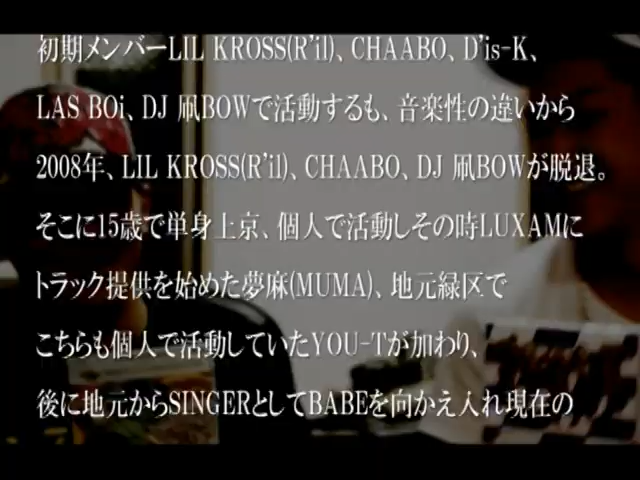 初期メンバーLIL KROSS(R'il)、CHAABO、D'is-K、
LAS BOi、DJ 凪BOWで活動するも、音楽性の違いから
2008年、LIL KROSS(R'il)、CHAABO、DJ 凪BOWが脱退。
そこに15歳で単身上京、個人で活動しその時LUXAMに
トラック提供を始めた夢麻(MUMA)、地元緑区で
こちらも個人で活動していたYOU-Tが加わり、
後に地元からSINGERとしてBABEを向かえ入れ現在の